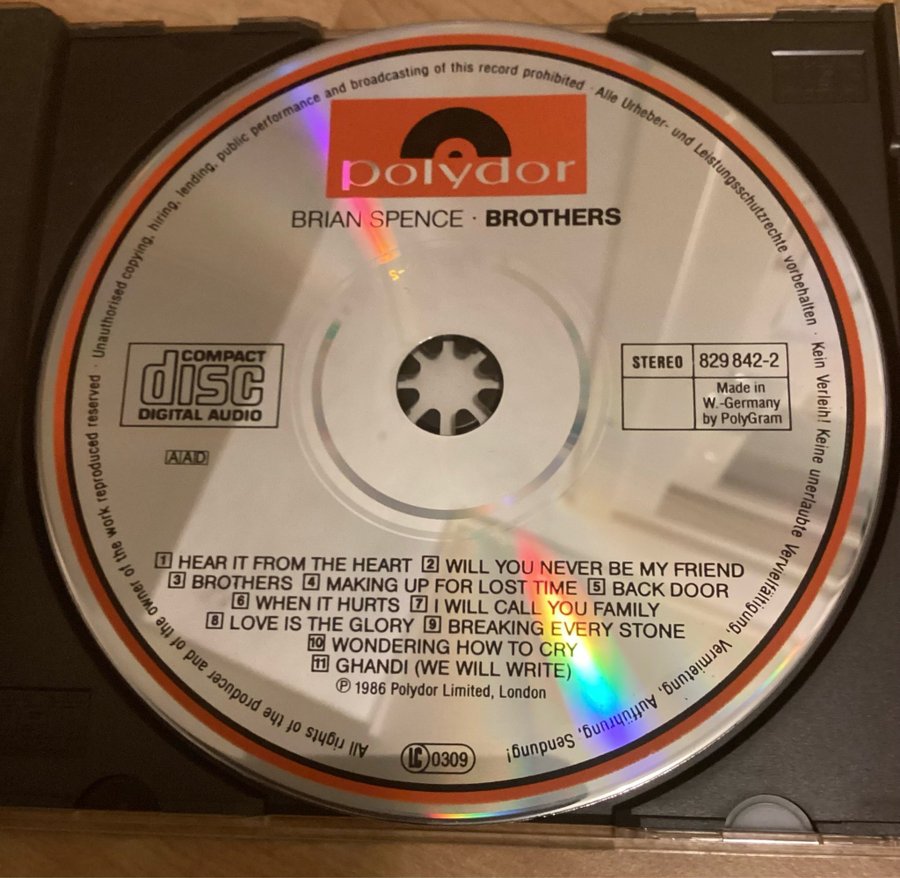 Unauthorised copying, hiring, lending, public performance and broadcasting of this record prohibited · Alle Urheber- und Leistungsschutzrechte vorbehalten · Kein Verleih! Keine unerlaubte Vervielfältigung, Vermietung, Aufführung, Sendung!
polydor
BRIAN SPENCE · BROTHERS
COMPACT
disc
DIGITAL AUDIO
STEREO 829 842-2
Made in
W.-Germany
by PolyGram
AAD
1 HEAR IT FROM THE HEART 2 WILL YOU NEVER BE MY FRIEND
3 BROTHERS 4 MAKING UP FOR LOST TIME 5 BACK DOOR
6 WHEN IT HURTS 7 I WILL CALL YOU FAMILY
8 LOVE IS THE GLORY 9 BREAKING EVERY STONE
10 WONDERING HOW TO CRY
11 GHANDI (WE WILL WRITE)
℗ 1986 Polydor Limited, London
LC 0309
All rights of the producer and of the owner of the work reproduced reserved ·